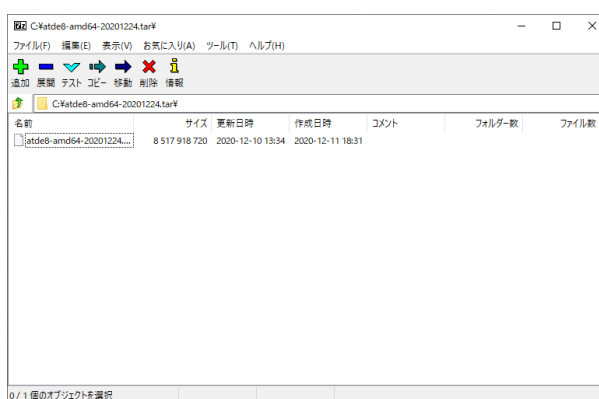 7z C:¥atde8-amd64-20201224.tar¥
ファイル(F) 編集(E) 表示(V) お気に入り(A) ツール(T) ヘルプ(H)
追加 展開 テスト コピー 移動 削除 情報
C:¥atde8-amd64-20201224.tar¥
名前 サイズ 更新日時 作成日時 コメント フォルダー数 ファイル数
atde8-amd64-20201224.... 8 517 918 720 2020-12-10 13:34 2020-12-11 18:31
0 / 1 個のオブジェクトを選択